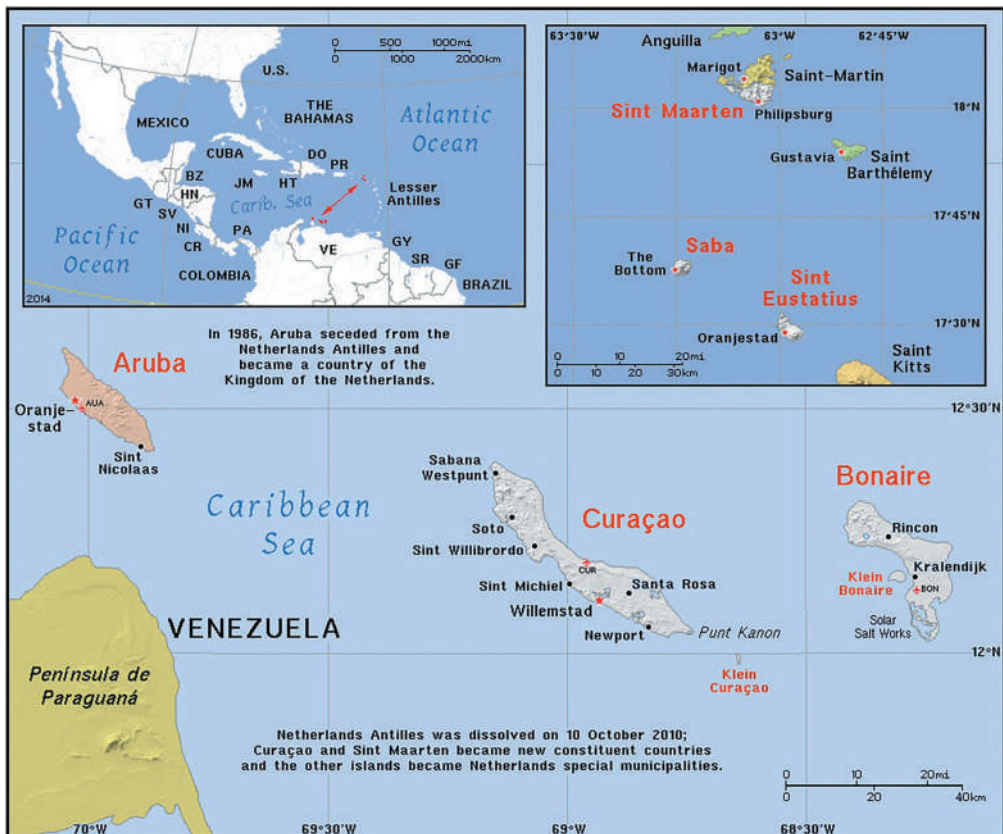 0 500 1000mi
0 1000 2000km
U.S.
Atlantic
Ocean
THE
BAHAMAS
MEXICO
CUBA
DO
PR
BZ
JM
HT
HN
Carib. Sea
Lesser
Antilles
GT
SV
NI
PA
CR
Pacific
Ocean
VE
GY
SR
GF
COLOMBIA
BRAZIL
2014
63°30'W
63°W
62°45'W
Anguilla
Marigot
Saint-Martin
Sint Maarten
Philipsburg
18°N
Gustavia
Saint
Barthélemy
17°45'N
Saba
The
Bottom
Sint
Eustatius
Oranjestad
17°30'N
Saint
Kitts
0 10 20mi
0 10 20 30km
In 1986, Aruba seceded from the
Netherlands Antilles and
became a country of the
Kingdom of the Netherlands.
Aruba
AUA
Oranje-
stad
Sint
Nicolaas
12°30'N
Caribbean
Sea
Sabana
Westpunt
Soto
Sint Willibrordo
Curaçao
CUR
Sint Michiel
Santa Rosa
Willemstad
Newport
Punt Kanon
Klein
Curaçao
Bonaire
Rincon
Kralendijk
Klein
Bonaire
BON
Solar
Salt Works
12°N
VENEZUELA
Península de
Paraguaná
Netherlands Antilles was dissolved on 10 October 2010;
Curaçao and Sint Maarten became new constituent countries
and the other islands became Netherlands special municipalities.
0 10 20mi
0 20 40km
70°W
69°30'W
69°W
68°30'W